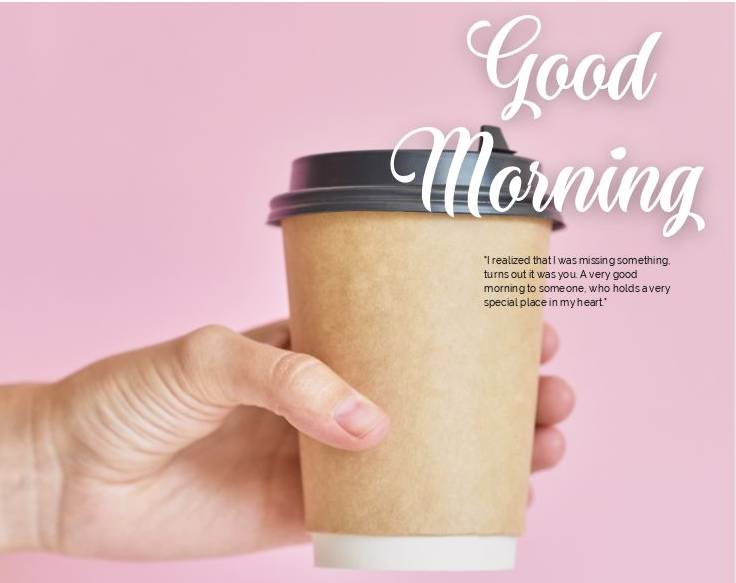 Good
Morning
"I realized that I was missing something,
turns out it was you. A very good
morning to someone, who holds a very
special place in my heart."